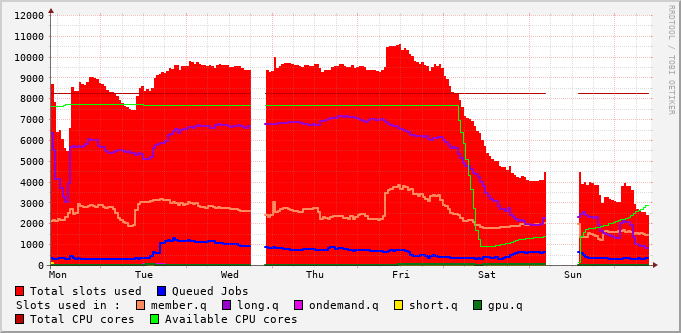 12000
11000
10000
9000
8000
7000
6000
5000
4000
3000
2000
1000
0
Mon Tue Wed Thu Fri Sat Sun
RRDTOOL / TOBI OETIKER
Total slots used Queued Jobs
Slots used in : member.q long.q ondemand.q short.q gpu.q
Total CPU cores Available CPU cores